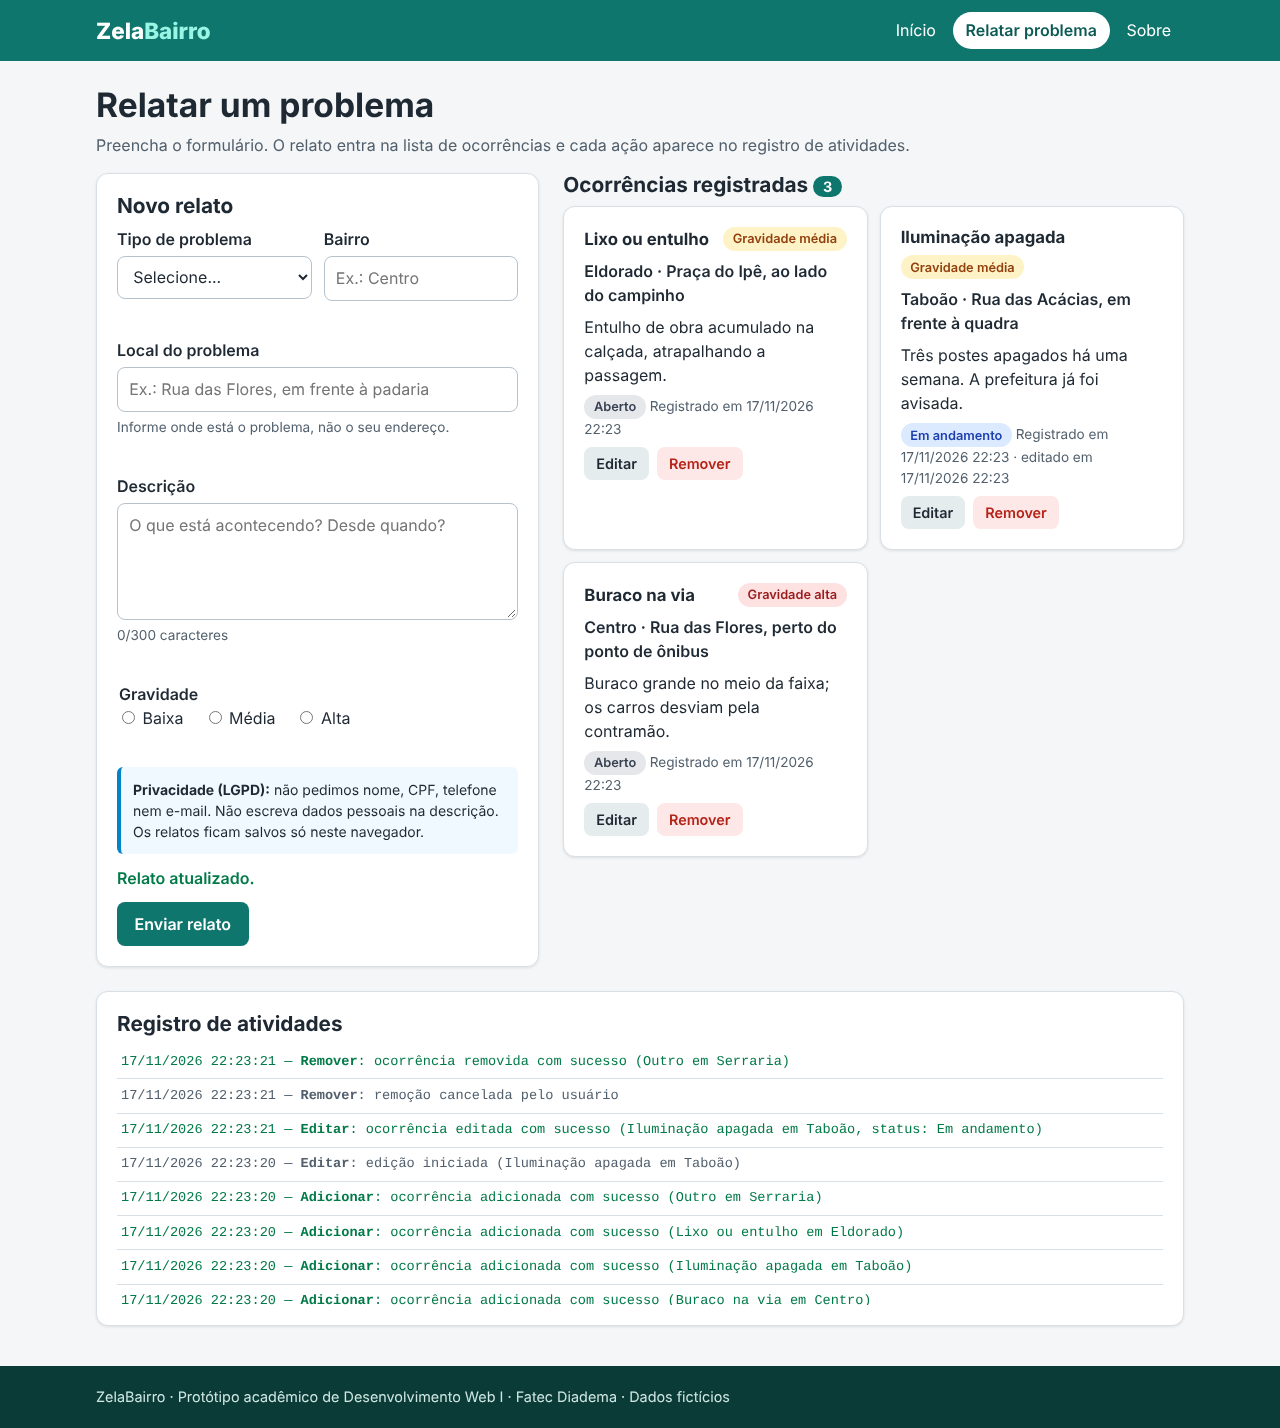 ZelaBairro
Início
Relatar problema
Sobre
Relatar um problema
Preencha o formulário. O relato entra na lista de ocorrências e cada ação aparece no registro de atividades.
Novo relato
Tipo de problema
Bairro
Selecione...
Ex.: Centro
Local do problema
Ex.: Rua das Flores, em frente à padaria
Informe onde está o problema, não o seu endereço.
Descrição
O que está acontecendo? Desde quando?
0/300 caracteres
Gravidade
Baixa
Média
Alta
Privacidade (LGPD): não pedimos nome, CPF, telefone
nem e-mail. Não escreva dados pessoais na descrição.
Os relatos ficam salvos só neste navegador.
Relato atualizado.
Enviar relato
Ocorrências registradas 3
Lixo ou entulho
Gravidade média
Eldorado · Praça do Ipê, ao lado
do campinho
Entulho de obra acumulado na
calçada, atrapalhando a
passagem.
Aberto Registrado em 17/11/2026
22:23
Editar
Remover
Iluminação apagada
Gravidade média
Taboão · Rua das Acácias, em
frente à quadra
Três postes apagados há uma
semana. A prefeitura já foi
avisada.
Em andamento Registrado em
17/11/2026 22:23 · editado em
17/11/2026 22:23
Editar
Remover
Buraco na via
Gravidade alta
Centro · Rua das Flores, perto do
ponto de ônibus
Buraco grande no meio da faixa;
os carros desviam pela
contramão.
Aberto Registrado em 17/11/2026
22:23
Editar
Remover
Registro de atividades
17/11/2026 22:23:21 — Remover: ocorrência removida com sucesso (Outro em Serraria)
17/11/2026 22:23:21 — Remover: remoção cancelada pelo usuário
17/11/2026 22:23:21 — Editar: ocorrência editada com sucesso (Iluminação apagada em Taboão, status: Em andamento)
17/11/2026 22:23:20 — Editar: edição iniciada (Iluminação apagada em Taboão)
17/11/2026 22:23:20 — Adicionar: ocorrência adicionada com sucesso (Outro em Serraria)
17/11/2026 22:23:20 — Adicionar: ocorrência adicionada com sucesso (Lixo ou entulho em Eldorado)
17/11/2026 22:23:20 — Adicionar: ocorrência adicionada com sucesso (Iluminação apagada em Taboão)
17/11/2026 22:23:20 — Adicionar: ocorrência adicionada com sucesso (Buraco na via em Centro)
ZelaBairro · Protótipo acadêmico de Desenvolvimento Web I · Fatec Diadema · Dados fictícios